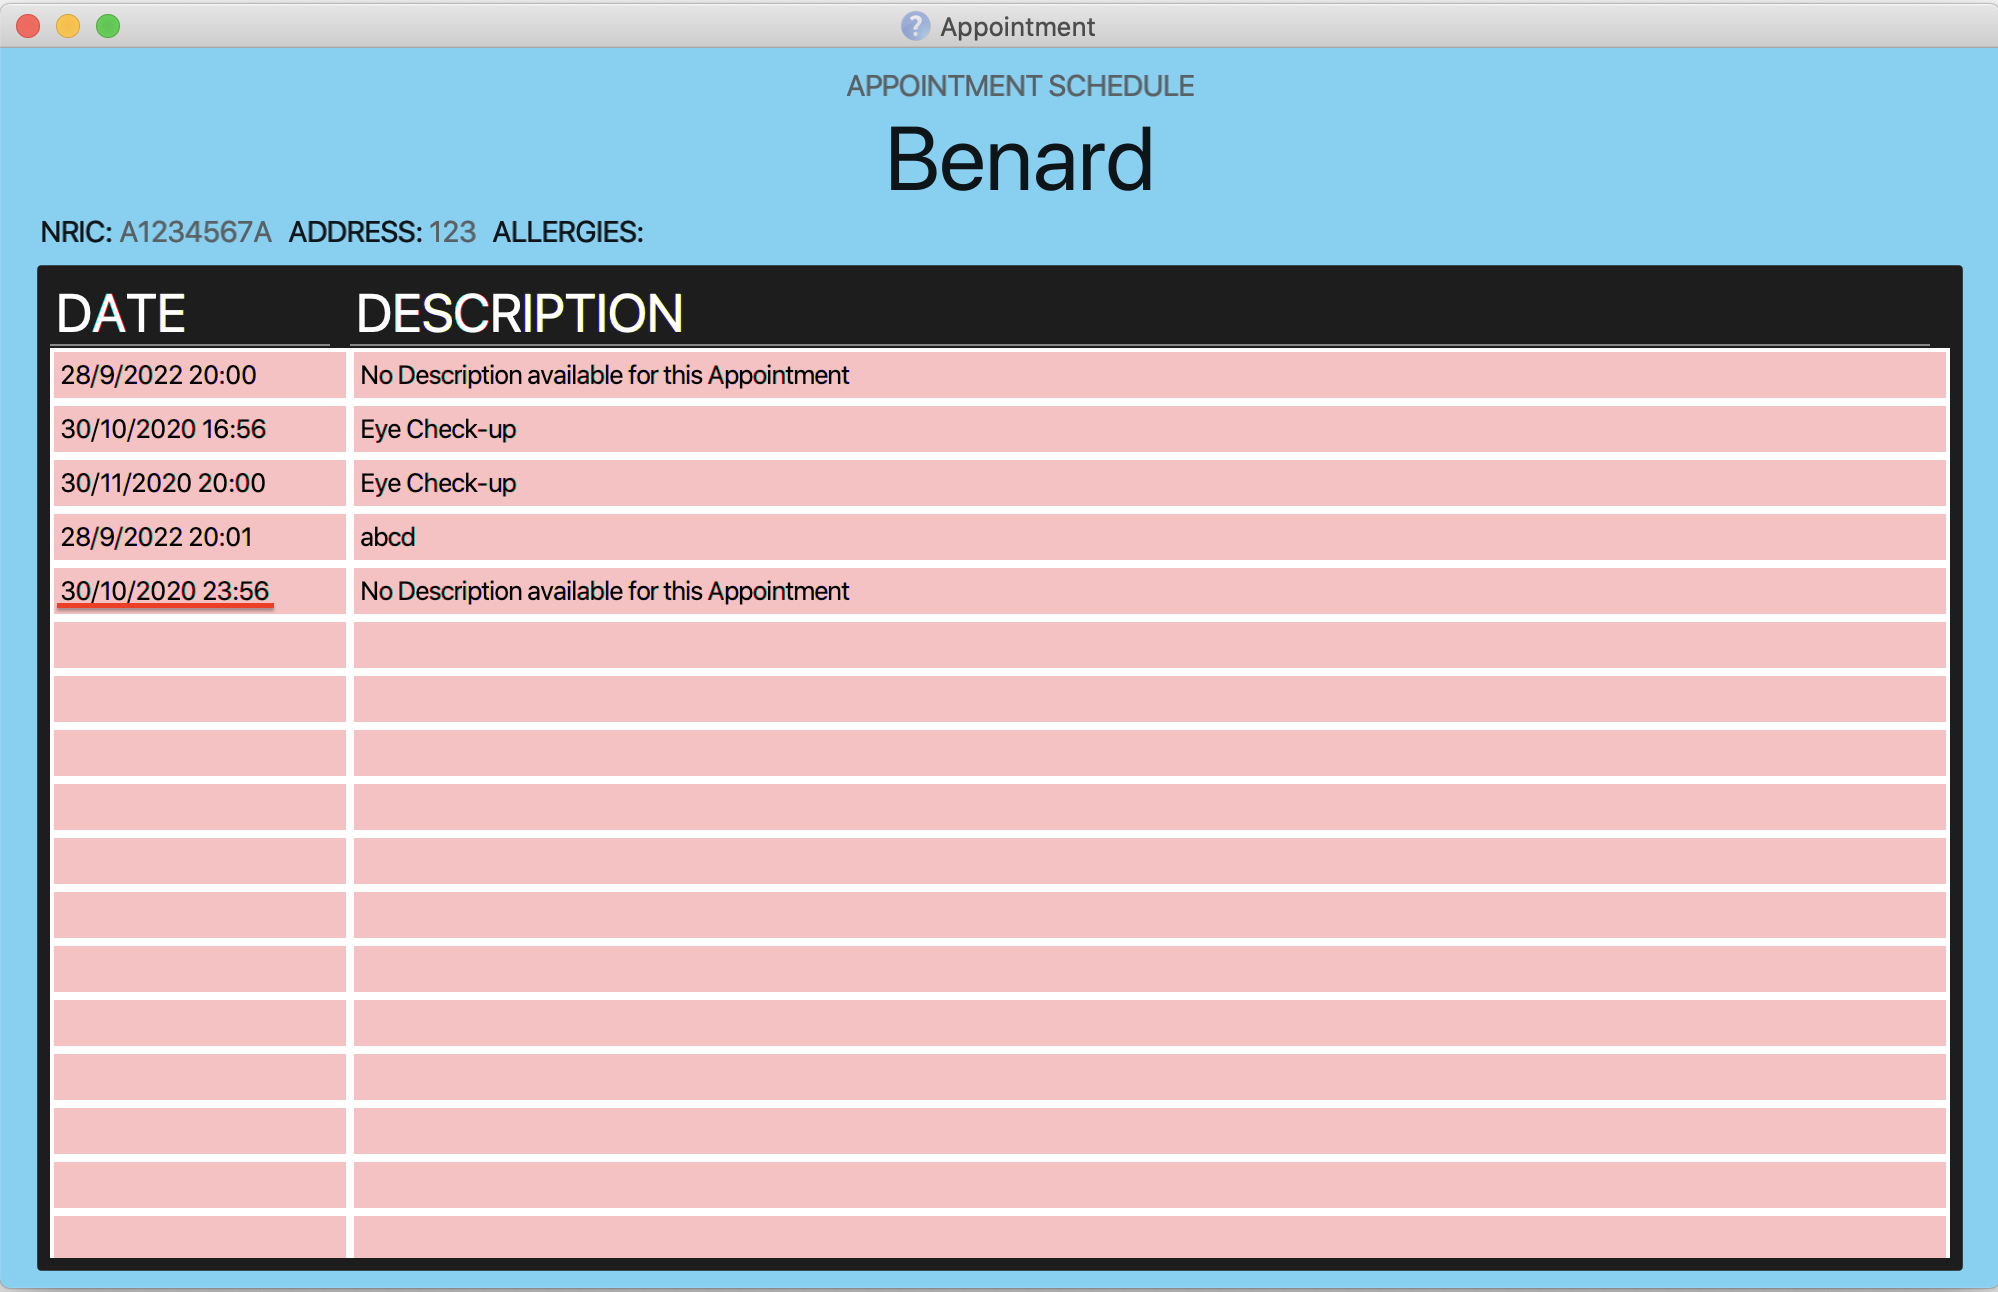 Appointment
APPOINTMENT SCHEDULE
Benard
NRIC: A1234567A ADDRESS: 123 ALLERGIES:
DATE DESCRIPTION
28/9/2022 20:00 No Description available for this Appointment
30/10/2020 16:56 Eye Check-up
30/11/2020 20:00 Eye Check-up
28/9/2022 20:01 abcd
30/10/2020 23:56 No Description available for this Appointment